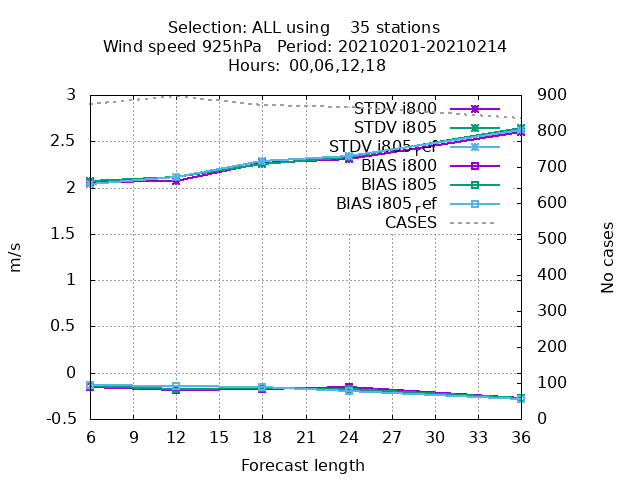 Selection: ALL using    35 stations
Wind speed 925hPa   Period: 20210201-20210214
Hours: 00,06,12,18
STDV i800
STDV i805
STDV i805ref
BIAS i800
BIAS i805
BIAS i805ref
CASES
3
2.5
2
1.5
1
0.5
0
-0.5
m/s
900
800
700
600
500
400
300
200
100
0
No cases
6 9 12 15 18 21 24 27 30 33 36
Forecast length